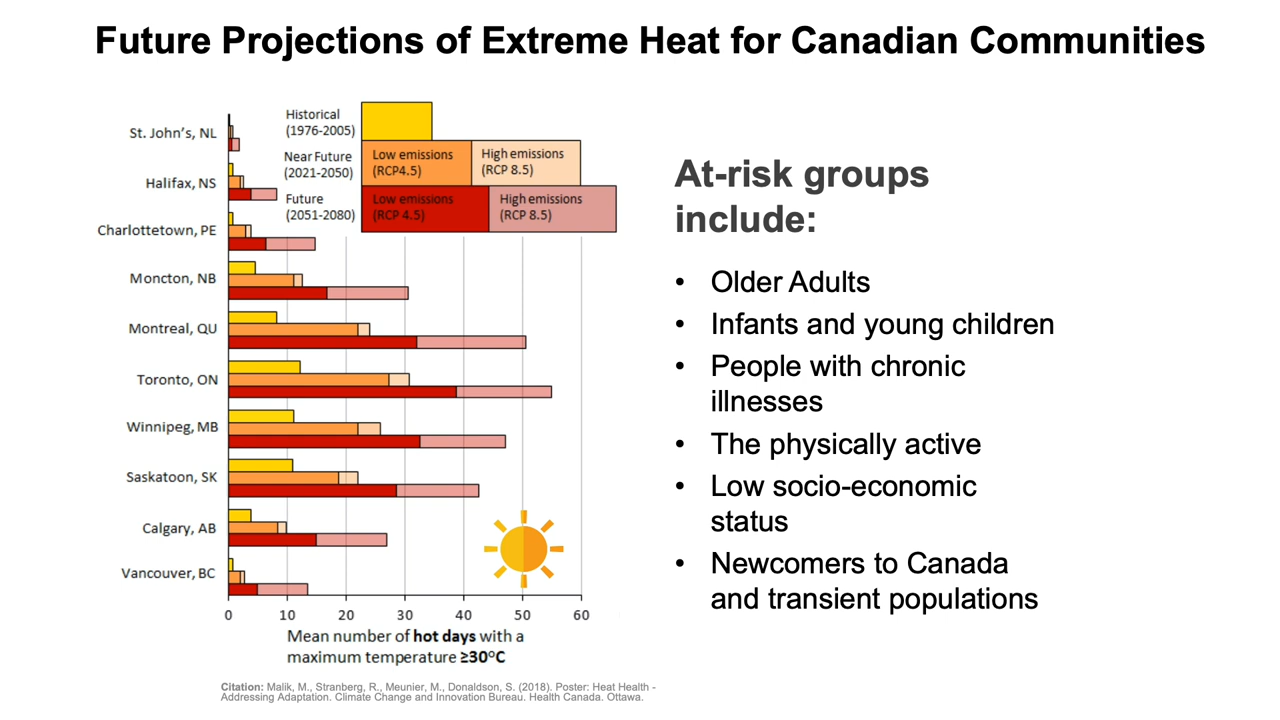 Future Projections of Extreme Heat for Canadian Communities
Historical
(1976-2005)
Near Future
(2021-2050)
Low emissions
(RCP4.5)
High emissions
(RCP 8.5)
Future
(2051-2080)
Low emissions
(RCP 4.5)
High emissions
(RCP 8.5)
St. John's, NL
Halifax, NS
Charlottetown, PE
Moncton, NB
Montreal, QU
Toronto, ON
Winnipeg, MB
Saskatoon, SK
Calgary, AB
Vancouver, BC
0 10 20 30 40 50 60
Mean number of hot days with a
maximum temperature ≥30°C
Citation: Malik, M., Stranberg, R., Meunier, M., Donaldson, S. (2018). Poster: Heat Health -
Addressing Adaptation. Climate Change and Innovation Bureau. Health Canada. Ottawa.
At-risk groups
include:
• Older Adults
• Infants and young children
• People with chronic
illnesses
• The physically active
• Low socio-economic
status
• Newcomers to Canada
and transient populations